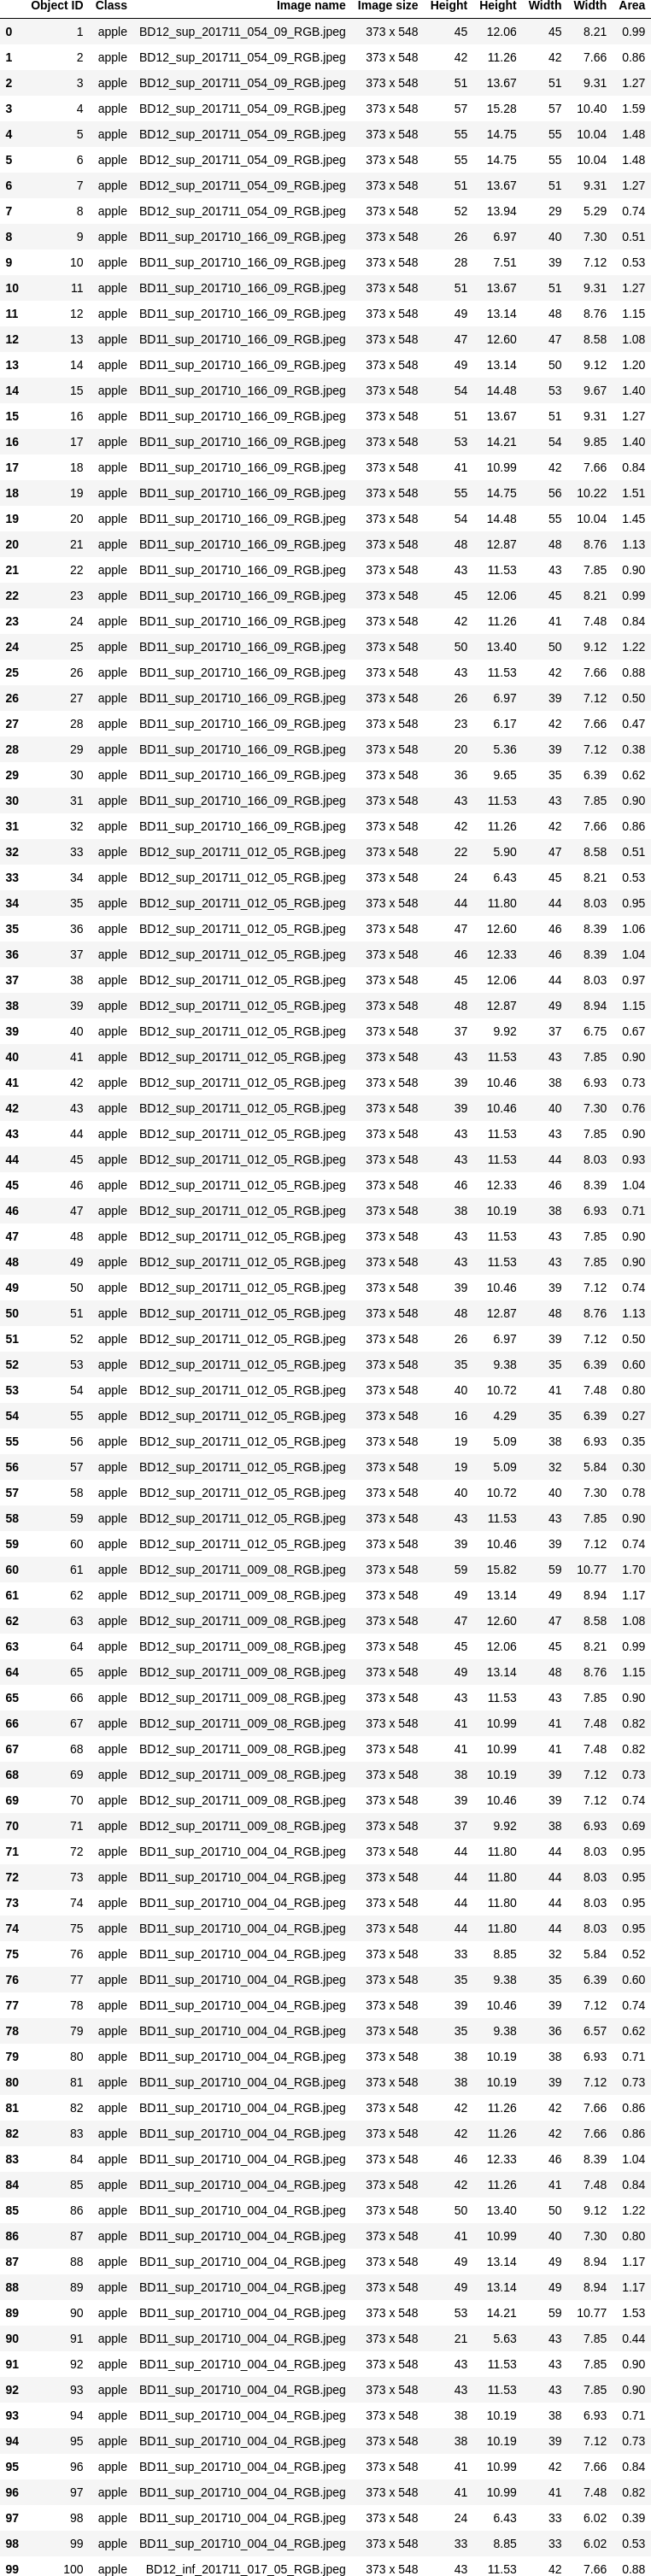 Object ID Class Image name Image size Height Height Width Width Area
0 1 apple BD12_sup_201711_054_09_RGB.jpeg 373 x 548 45 12.06 45 8.21 0.99
1 2 apple BD12_sup_201711_054_09_RGB.jpeg 373 x 548 42 11.26 42 7.66 0.86
2 3 apple BD12_sup_201711_054_09_RGB.jpeg 373 x 548 51 13.67 51 9.31 1.27
3 4 apple BD12_sup_201711_054_09_RGB.jpeg 373 x 548 57 15.28 57 10.40 1.59
4 5 apple BD12_sup_201711_054_09_RGB.jpeg 373 x 548 55 14.75 55 10.04 1.48
5 6 apple BD12_sup_201711_054_09_RGB.jpeg 373 x 548 55 14.75 55 10.04 1.48
6 7 apple BD12_sup_201711_054_09_RGB.jpeg 373 x 548 51 13.67 51 9.31 1.27
7 8 apple BD12_sup_201711_054_09_RGB.jpeg 373 x 548 52 13.94 29 5.29 0.74
8 9 apple BD11_sup_201710_166_09_RGB.jpeg 373 x 548 26 6.97 40 7.30 0.51
9 10 apple BD11_sup_201710_166_09_RGB.jpeg 373 x 548 28 7.51 39 7.12 0.53
10 11 apple BD11_sup_201710_166_09_RGB.jpeg 373 x 548 51 13.67 51 9.31 1.27
11 12 apple BD11_sup_201710_166_09_RGB.jpeg 373 x 548 49 13.14 48 8.76 1.15
12 13 apple BD11_sup_201710_166_09_RGB.jpeg 373 x 548 47 12.60 47 8.58 1.08
13 14 apple BD11_sup_201710_166_09_RGB.jpeg 373 x 548 49 13.14 50 9.12 1.20
14 15 apple BD11_sup_201710_166_09_RGB.jpeg 373 x 548 54 14.48 53 9.67 1.40
15 16 apple BD11_sup_201710_166_09_RGB.jpeg 373 x 548 51 13.67 51 9.31 1.27
16 17 apple BD11_sup_201710_166_09_RGB.jpeg 373 x 548 53 14.21 54 9.85 1.40
17 18 apple BD11_sup_201710_166_09_RGB.jpeg 373 x 548 41 10.99 42 7.66 0.84
18 19 apple BD11_sup_201710_166_09_RGB.jpeg 373 x 548 55 14.75 56 10.22 1.51
19 20 apple BD11_sup_201710_166_09_RGB.jpeg 373 x 548 54 14.48 55 10.04 1.45
20 21 apple BD11_sup_201710_166_09_RGB.jpeg 373 x 548 48 12.87 48 8.76 1.13
21 22 apple BD11_sup_201710_166_09_RGB.jpeg 373 x 548 43 11.53 43 7.85 0.90
22 23 apple BD11_sup_201710_166_09_RGB.jpeg 373 x 548 45 12.06 45 8.21 0.99
23 24 apple BD11_sup_201710_166_09_RGB.jpeg 373 x 548 42 11.26 41 7.48 0.84
24 25 apple BD11_sup_201710_166_09_RGB.jpeg 373 x 548 50 13.40 50 9.12 1.22
25 26 apple BD11_sup_201710_166_09_RGB.jpeg 373 x 548 43 11.53 42 7.66 0.88
26 27 apple BD11_sup_201710_166_09_RGB.jpeg 373 x 548 26 6.97 39 7.12 0.50
27 28 apple BD11_sup_201710_166_09_RGB.jpeg 373 x 548 23 6.17 42 7.66 0.47
28 29 apple BD11_sup_201710_166_09_RGB.jpeg 373 x 548 20 5.36 39 7.12 0.38
29 30 apple BD11_sup_201710_166_09_RGB.jpeg 373 x 548 36 9.65 35 6.39 0.62
30 31 apple BD11_sup_201710_166_09_RGB.jpeg 373 x 548 43 11.53 43 7.85 0.90
31 32 apple BD11_sup_201710_166_09_RGB.jpeg 373 x 548 42 11.26 42 7.66 0.86
32 33 apple BD12_sup_201711_012_05_RGB.jpeg 373 x 548 22 5.90 47 8.58 0.51
33 34 apple BD12_sup_201711_012_05_RGB.jpeg 373 x 548 24 6.43 45 8.21 0.53
34 35 apple BD12_sup_201711_012_05_RGB.jpeg 373 x 548 44 11.80 44 8.03 0.95
35 36 apple BD12_sup_201711_012_05_RGB.jpeg 373 x 548 47 12.60 46 8.39 1.06
36 37 apple BD12_sup_201711_012_05_RGB.jpeg 373 x 548 46 12.33 46 8.39 1.04
37 38 apple BD12_sup_201711_012_05_RGB.jpeg 373 x 548 45 12.06 44 8.03 0.97
38 39 apple BD12_sup_201711_012_05_RGB.jpeg 373 x 548 48 12.87 49 8.94 1.15
39 40 apple BD12_sup_201711_012_05_RGB.jpeg 373 x 548 37 9.92 37 6.75 0.67
40 41 apple BD12_sup_201711_012_05_RGB.jpeg 373 x 548 43 11.53 43 7.85 0.90
41 42 apple BD12_sup_201711_012_05_RGB.jpeg 373 x 548 39 10.46 38 6.93 0.73
42 43 apple BD12_sup_201711_012_05_RGB.jpeg 373 x 548 39 10.46 40 7.30 0.76
43 44 apple BD12_sup_201711_012_05_RGB.jpeg 373 x 548 43 11.53 43 7.85 0.90
44 45 apple BD12_sup_201711_012_05_RGB.jpeg 373 x 548 43 11.53 44 8.03 0.93
45 46 apple BD12_sup_201711_012_05_RGB.jpeg 373 x 548 46 12.33 46 8.39 1.04
46 47 apple BD12_sup_201711_012_05_RGB.jpeg 373 x 548 38 10.19 38 6.93 0.71
47 48 apple BD12_sup_201711_012_05_RGB.jpeg 373 x 548 43 11.53 43 7.85 0.90
48 49 apple BD12_sup_201711_012_05_RGB.jpeg 373 x 548 43 11.53 43 7.85 0.90
49 50 apple BD12_sup_201711_012_05_RGB.jpeg 373 x 548 39 10.46 39 7.12 0.74
50 51 apple BD12_sup_201711_012_05_RGB.jpeg 373 x 548 48 12.87 48 8.76 1.13
51 52 apple BD12_sup_201711_012_05_RGB.jpeg 373 x 548 26 6.97 39 7.12 0.50
52 53 apple BD12_sup_201711_012_05_RGB.jpeg 373 x 548 35 9.38 35 6.39 0.60
53 54 apple BD12_sup_201711_012_05_RGB.jpeg 373 x 548 40 10.72 41 7.48 0.80
54 55 apple BD12_sup_201711_012_05_RGB.jpeg 373 x 548 16 4.29 35 6.39 0.27
55 56 apple BD12_sup_201711_012_05_RGB.jpeg 373 x 548 19 5.09 38 6.93 0.35
56 57 apple BD12_sup_201711_012_05_RGB.jpeg 373 x 548 19 5.09 32 5.84 0.30
57 58 apple BD12_sup_201711_012_05_RGB.jpeg 373 x 548 40 10.72 40 7.30 0.78
58 59 apple BD12_sup_201711_012_05_RGB.jpeg 373 x 548 43 11.53 43 7.85 0.90
59 60 apple BD12_sup_201711_012_05_RGB.jpeg 373 x 548 39 10.46 39 7.12 0.74
60 61 apple BD12_sup_201711_009_08_RGB.jpeg 373 x 548 59 15.82 59 10.77 1.70
61 62 apple BD12_sup_201711_009_08_RGB.jpeg 373 x 548 49 13.14 49 8.94 1.17
62 63 apple BD12_sup_201711_009_08_RGB.jpeg 373 x 548 47 12.60 47 8.58 1.08
63 64 apple BD12_sup_201711_009_08_RGB.jpeg 373 x 548 45 12.06 45 8.21 0.99
64 65 apple BD12_sup_201711_009_08_RGB.jpeg 373 x 548 49 13.14 48 8.76 1.15
65 66 apple BD12_sup_201711_009_08_RGB.jpeg 373 x 548 43 11.53 43 7.85 0.90
66 67 apple BD12_sup_201711_009_08_RGB.jpeg 373 x 548 41 10.99 41 7.48 0.82
67 68 apple BD12_sup_201711_009_08_RGB.jpeg 373 x 548 41 10.99 41 7.48 0.82
68 69 apple BD12_sup_201711_009_08_RGB.jpeg 373 x 548 38 10.19 39 7.12 0.73
69 70 apple BD12_sup_201711_009_08_RGB.jpeg 373 x 548 39 10.46 39 7.12 0.74
70 71 apple BD12_sup_201711_009_08_RGB.jpeg 373 x 548 37 9.92 38 6.93 0.69
71 72 apple BD11_sup_201710_004_04_RGB.jpeg 373 x 548 44 11.80 44 8.03 0.95
72 73 apple BD11_sup_201710_004_04_RGB.jpeg 373 x 548 44 11.80 44 8.03 0.95
73 74 apple BD11_sup_201710_004_04_RGB.jpeg 373 x 548 44 11.80 44 8.03 0.95
74 75 apple BD11_sup_201710_004_04_RGB.jpeg 373 x 548 44 11.80 44 8.03 0.95
75 76 apple BD11_sup_201710_004_04_RGB.jpeg 373 x 548 33 8.85 32 5.84 0.52
76 77 apple BD11_sup_201710_004_04_RGB.jpeg 373 x 548 35 9.38 35 6.39 0.60
77 78 apple BD11_sup_201710_004_04_RGB.jpeg 373 x 548 39 10.46 39 7.12 0.74
78 79 apple BD11_sup_201710_004_04_RGB.jpeg 373 x 548 35 9.38 36 6.57 0.62
79 80 apple BD11_sup_201710_004_04_RGB.jpeg 373 x 548 38 10.19 38 6.93 0.71
80 81 apple BD11_sup_201710_004_04_RGB.jpeg 373 x 548 38 10.19 39 7.12 0.73
81 82 apple BD11_sup_201710_004_04_RGB.jpeg 373 x 548 42 11.26 42 7.66 0.86
82 83 apple BD11_sup_201710_004_04_RGB.jpeg 373 x 548 42 11.26 42 7.66 0.86
83 84 apple BD11_sup_201710_004_04_RGB.jpeg 373 x 548 46 12.33 46 8.39 1.04
84 85 apple BD11_sup_201710_004_04_RGB.jpeg 373 x 548 42 11.26 41 7.48 0.84
85 86 apple BD11_sup_201710_004_04_RGB.jpeg 373 x 548 50 13.40 50 9.12 1.22
86 87 apple BD11_sup_201710_004_04_RGB.jpeg 373 x 548 41 10.99 40 7.30 0.80
87 88 apple BD11_sup_201710_004_04_RGB.jpeg 373 x 548 49 13.14 49 8.94 1.17
88 89 apple BD11_sup_201710_004_04_RGB.jpeg 373 x 548 49 13.14 49 8.94 1.17
89 90 apple BD11_sup_201710_004_04_RGB.jpeg 373 x 548 53 14.21 59 10.77 1.53
90 91 apple BD11_sup_201710_004_04_RGB.jpeg 373 x 548 21 5.63 43 7.85 0.44
91 92 apple BD11_sup_201710_004_04_RGB.jpeg 373 x 548 43 11.53 43 7.85 0.90
92 93 apple BD11_sup_201710_004_04_RGB.jpeg 373 x 548 43 11.53 43 7.85 0.90
93 94 apple BD11_sup_201710_004_04_RGB.jpeg 373 x 548 38 10.19 38 6.93 0.71
94 95 apple BD11_sup_201710_004_04_RGB.jpeg 373 x 548 38 10.19 39 7.12 0.73
95 96 apple BD11_sup_201710_004_04_RGB.jpeg 373 x 548 41 10.99 42 7.66 0.84
96 97 apple BD11_sup_201710_004_04_RGB.jpeg 373 x 548 41 10.99 41 7.48 0.82
97 98 apple BD11_sup_201710_004_04_RGB.jpeg 373 x 548 24 6.43 33 6.02 0.39
98 99 apple BD11_sup_201710_004_04_RGB.jpeg 373 x 548 33 8.85 33 6.02 0.53
99 100 apple BD12_inf_201711_017_05_RGB.jpeg 373 x 548 43 11.53 42 7.66 0.88